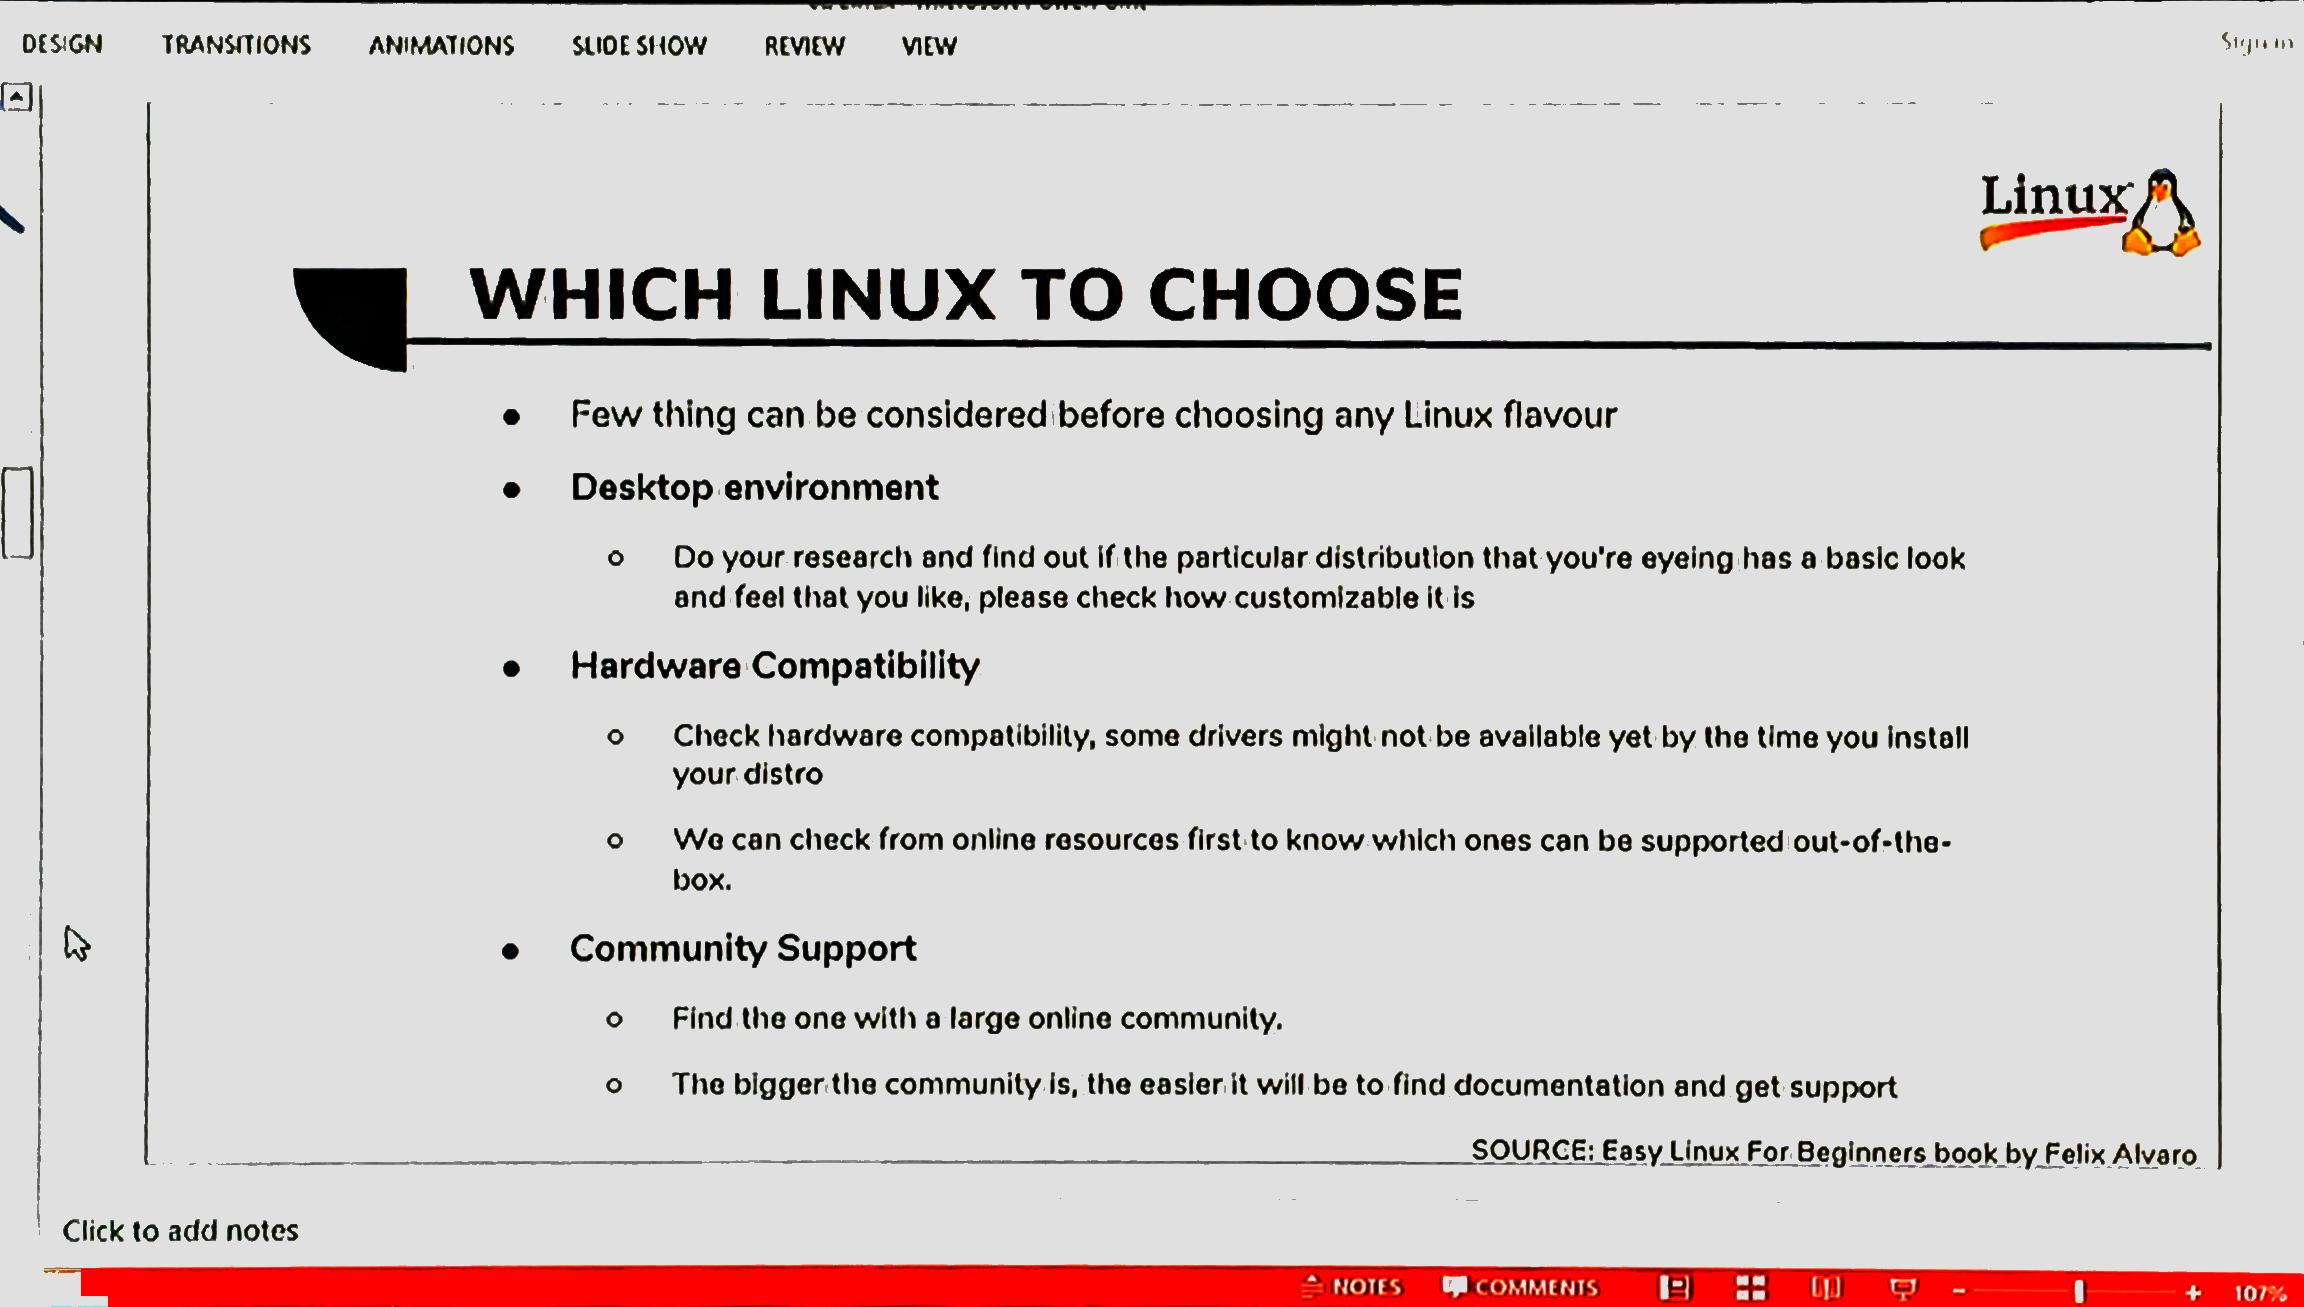 DESIGN TRANSITIONS ANIMATIONS SLIDE SHOW REVIEW VIEW Sign in
Linux
WHICH LINUX TO CHOOSE
● Few thing can be considered before choosing any Linux flavour
● Desktop environment
o Do your research and find out if the particular distribution that you're eyeing has a basic look
and feel that you like, please check how customizable it is
● Hardware Compatibility
o Check hardware compatibility, some drivers might not be available yet by the time you install
your distro
o We can check from online resources first to know which ones can be supported out-of-the-
box.
● Community Support
o Find the one with a large online community.
o The bigger the community is, the easier it will be to find documentation and get support
SOURCE: Easy Linux For Beginners book by Felix Alvaro
Click to add notes
NOTES COMMENTS - + 107%